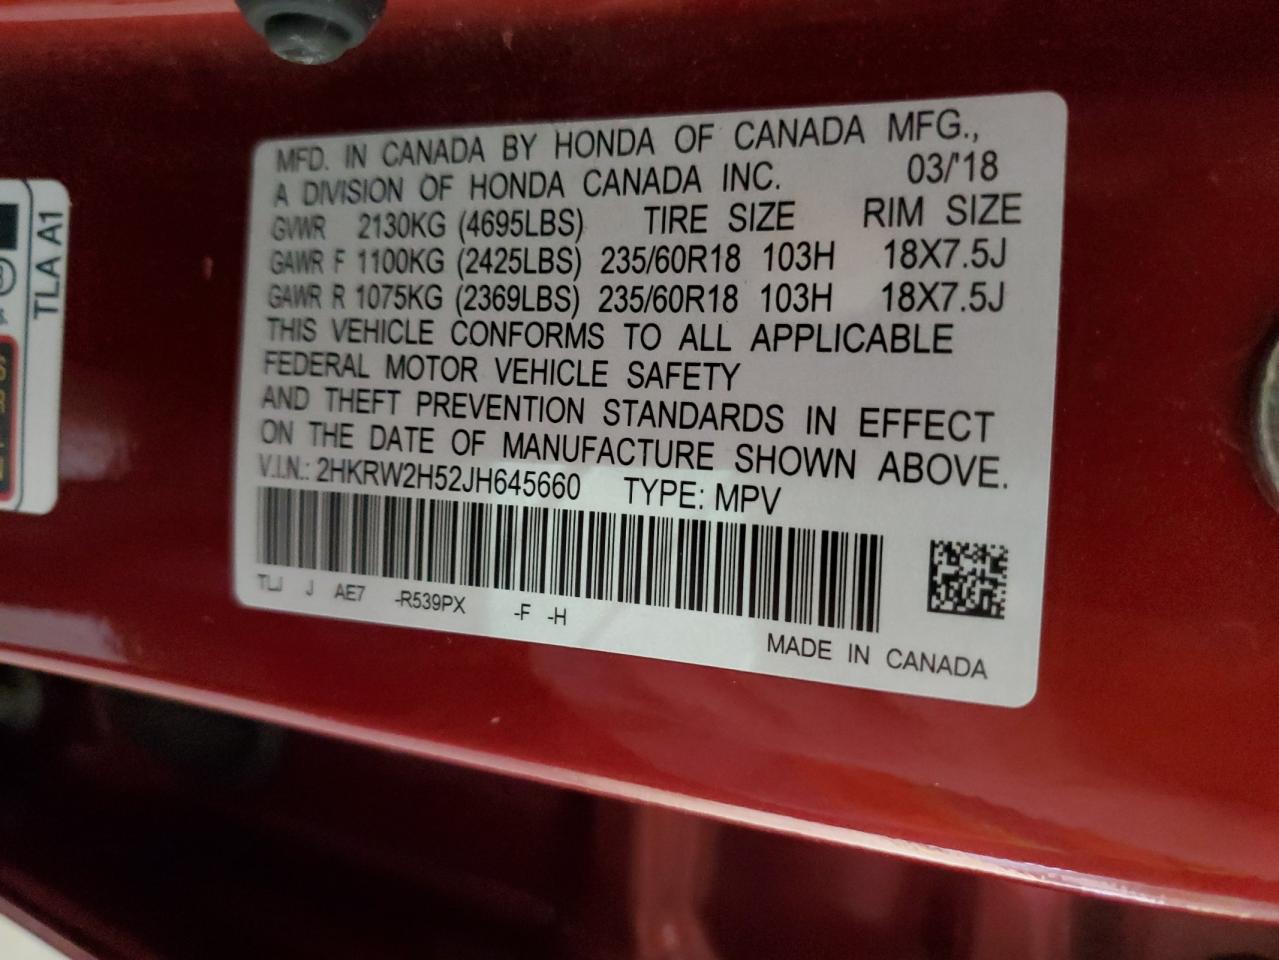 MFD. IN CANADA BY HONDA OF CANADA MFG.,
A DIVISION OF HONDA CANADA INC. 03/'18
GVWR 2130KG (4695LBS) TIRE SIZE RIM SIZE
GAWR F 1100KG (2425LBS) 235/60R18 103H 18X7.5J
GAWR R 1075KG (2369LBS) 235/60R18 103H 18X7.5J
THIS VEHICLE CONFORMS TO ALL APPLICABLE
FEDERAL MOTOR VEHICLE SAFETY
AND THEFT PREVENTION STANDARDS IN EFFECT
ON THE DATE OF MANUFACTURE SHOWN ABOVE.
V.I.N.: 2HKRW2H52JH645660 TYPE: MPV
TLJ J AE7 -R539PX -F -H
MADE IN CANADA
TLA A1